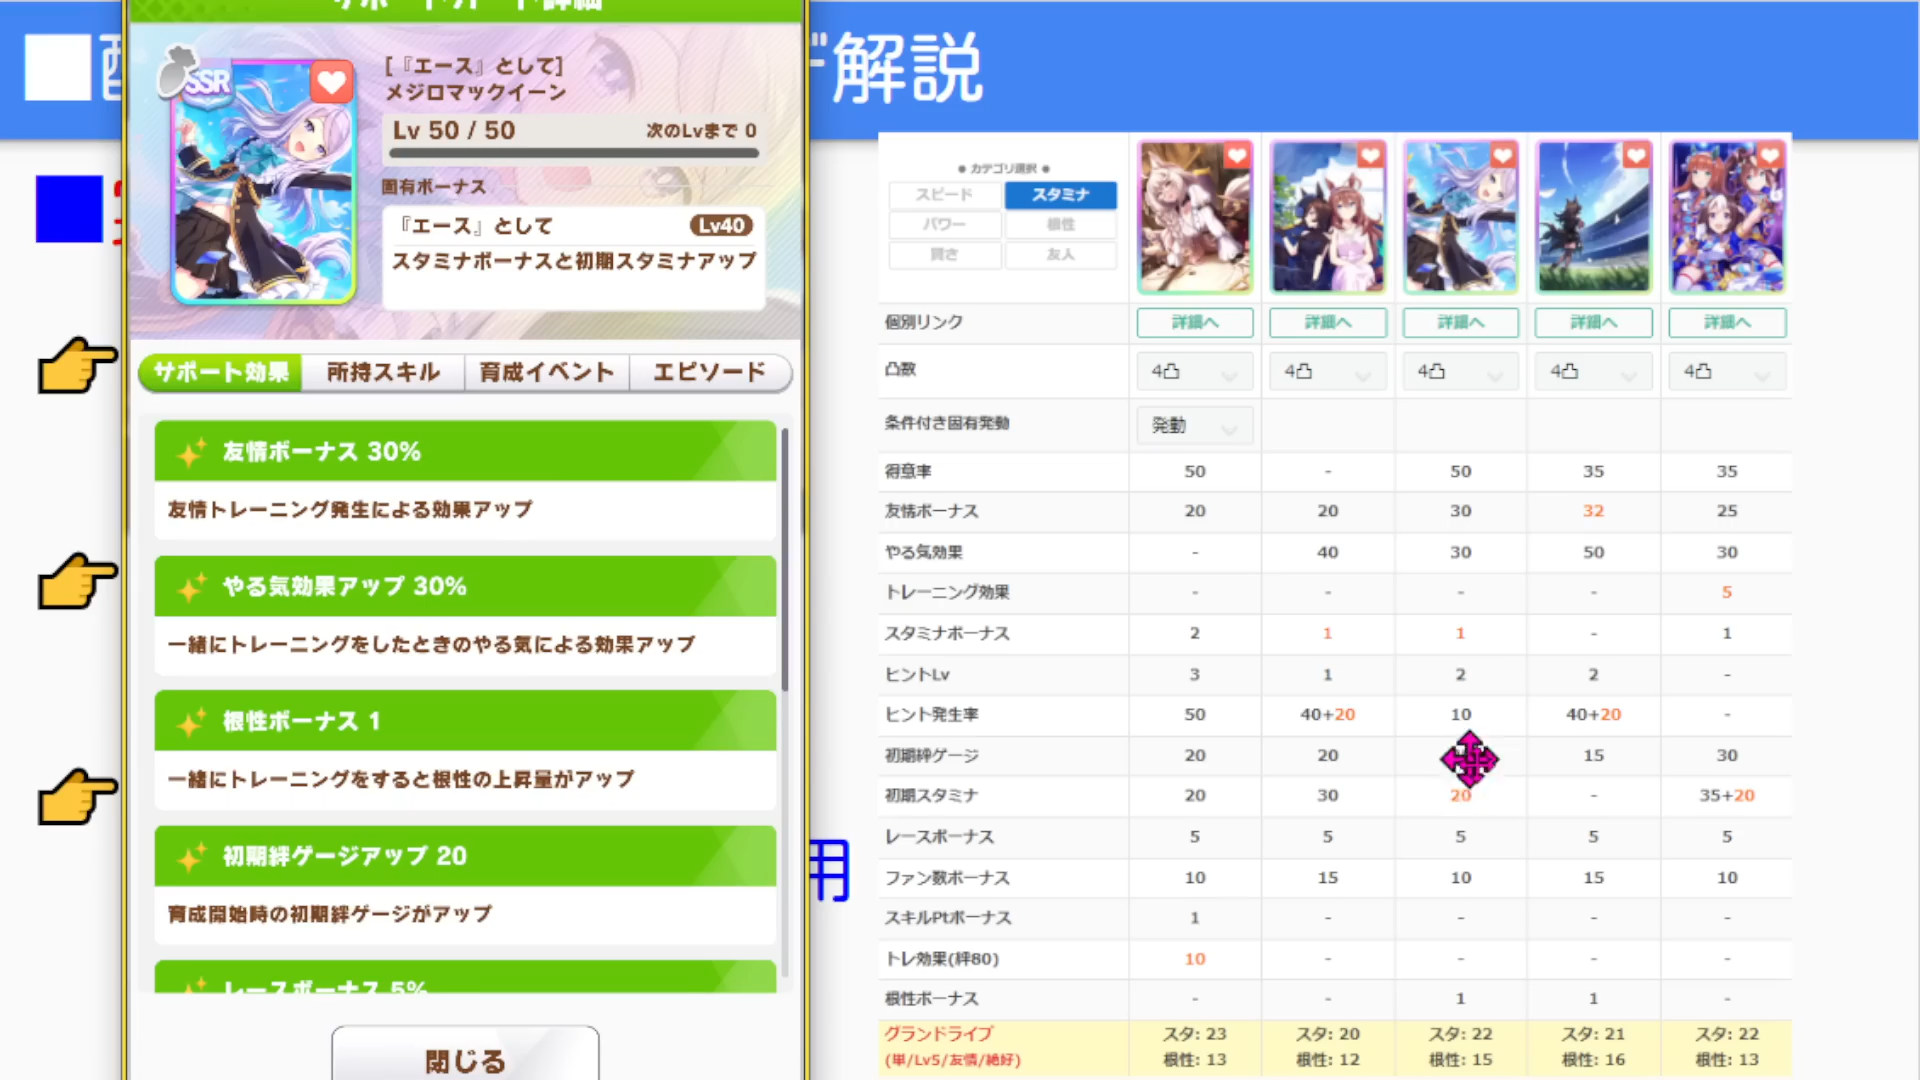 解説
SSR
[『エース』として]
メジロマックイーン
Lv 50 / 50 次のLvまで 0
固有ボーナス
『エース』として Lv40
スタミナボーナスと初期スタミナアップ
サポート効果 所持スキル 育成イベント エピソード
友情ボーナス 30%
友情トレーニング発生による効果アップ
やる気効果アップ 30%
一緒にトレーニングをしたときのやる気による効果アップ
根性ボーナス 1
一緒にトレーニングをすると根性の上昇量がアップ
初期絆ゲージアップ 20
育成開始時の初期絆ゲージがアップ
レースボーナス 5%
閉じる
用
● カテゴリ選択 ●
スピード スタミナ
パワー 根性
賢さ 友人
個別リンク 詳細へ 詳細へ 詳細へ 詳細へ 詳細へ
凸数 4凸 4凸 4凸 4凸 4凸
条件付き固有発動 発動
得意率 50 - 50 35 35
友情ボーナス 20 20 30 32 25
やる気効果 - 40 30 50 30
トレーニング効果 - - - - 5
スタミナボーナス 2 1 1 - 1
ヒントLv 3 1 2 2 -
ヒント発生率 50 40+20 10 40+20 -
初期絆ゲージ 20 20 15 30
初期スタミナ 20 30 20 - 35+20
レースボーナス 5 5 5 5 5
ファン数ボーナス 10 15 10 15 10
スキルPtボーナス 1 - - - -
トレ効果(絆80) 10 - - - -
根性ボーナス - - 1 1 -
グランドライブ スタ: 23 スタ: 20 スタ: 22 スタ: 21 スタ: 22
(単/Lv5/友情/絶好) 根性: 13 根性: 12 根性: 15 根性: 16 根性: 13